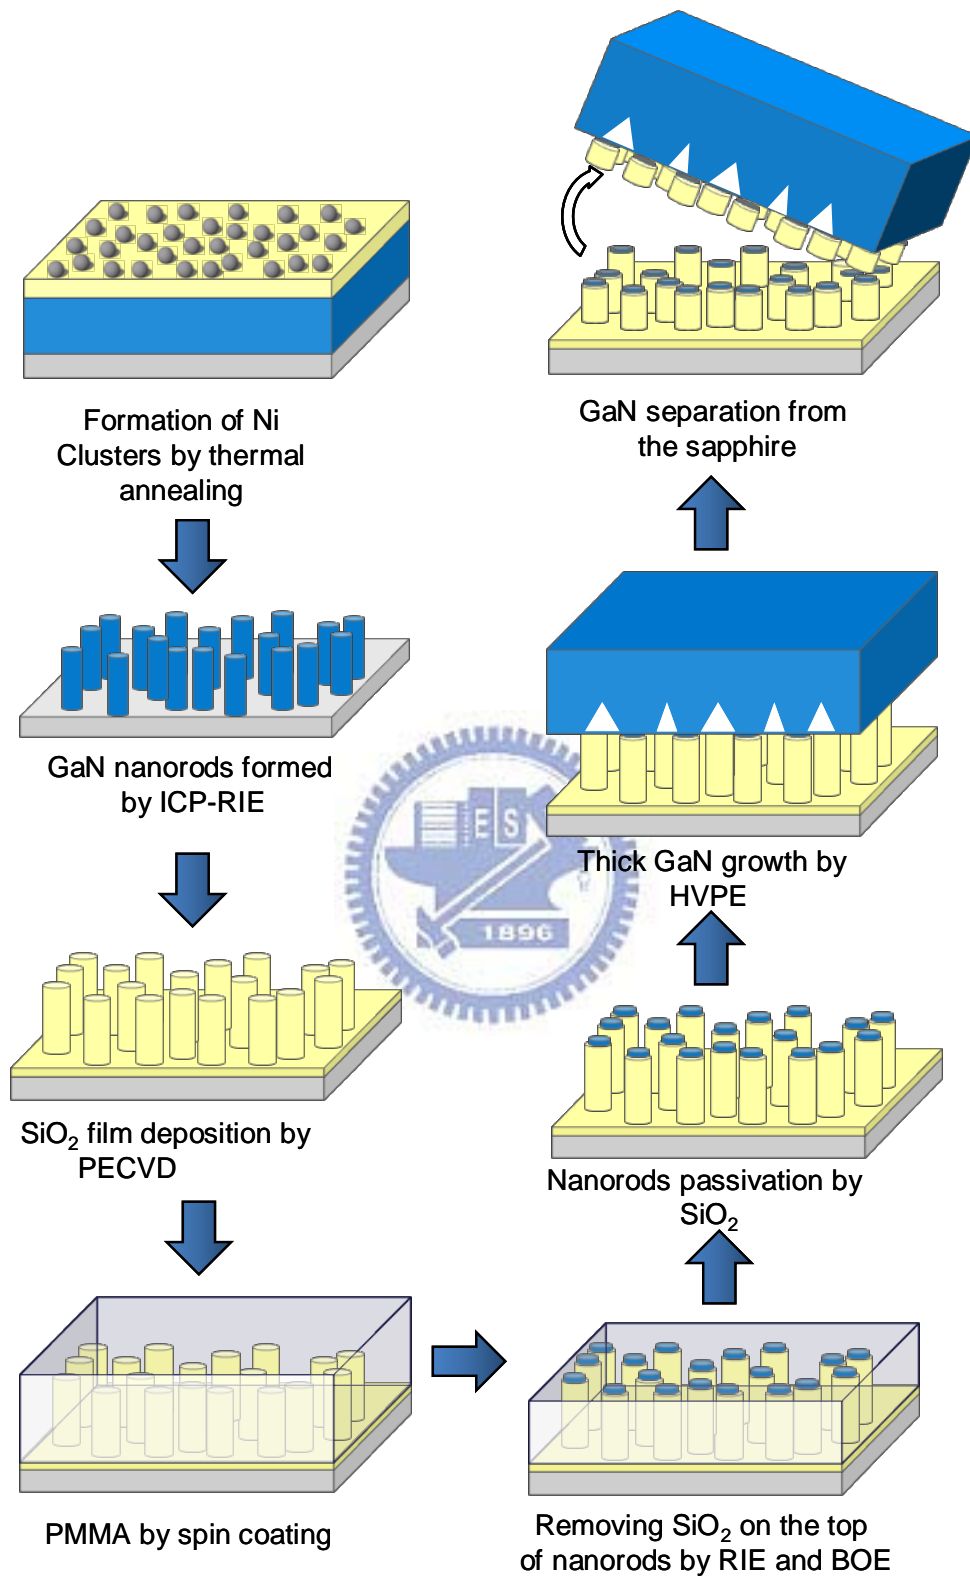 Formation of Ni
Clusters by thermal
annealing
GaN nanorods formed
by ICP-RIE
SiO₂ film deposition by
PECVD
PMMA by spin coating
Removing SiO₂ on the top
of nanorods by RIE and BOE
Nanorods passivation by
SiO₂
Thick GaN growth by
HVPE
GaN separation from
the sapphire
E S
1896